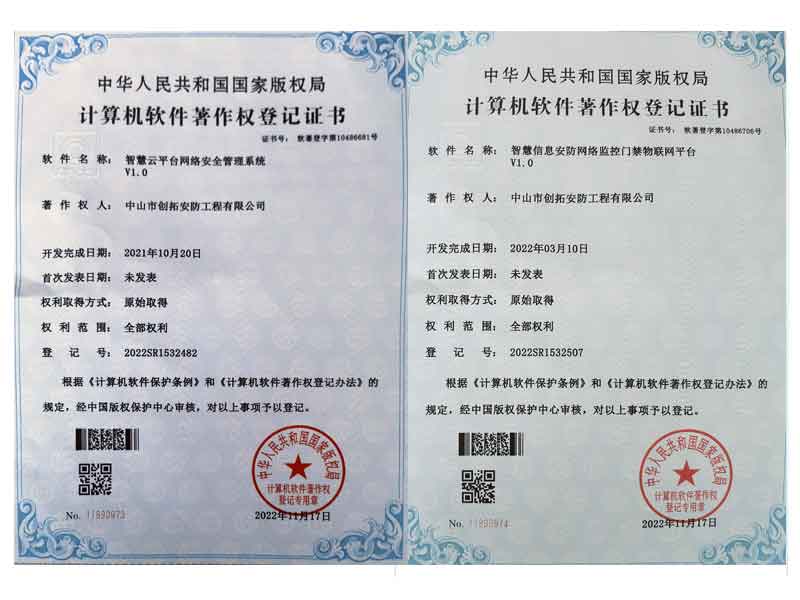 中华人民共和国国家版权局
计算机软件著作权登记证书
证书号： 软著登字第10486681号
软件名称： 智慧云平台网络安全管理系统
V1.0
著作权人： 中山市创拓安防工程有限公司
开发完成日期： 2021年10月20日
首次发表日期： 未发表
权利取得方式： 原始取得
权利范围： 全部权利
登记号： 2022SR1532482
根据《计算机软件保护条例》和《计算机软件著作权登记办法》的
规定，经中国版权保护中心审核，对以上事项予以登记。
中华人民共和国国家版权局
计算机软件著作权
登记专用章
No. 11890973
2022年11月17日
中华人民共和国国家版权局
计算机软件著作权登记证书
证书号： 软著登字第10486706号
软件名称： 智慧信息安防网络监控门禁物联网平台
V1.0
著作权人： 中山市创拓安防工程有限公司
开发完成日期： 2022年03月10日
首次发表日期： 未发表
权利取得方式： 原始取得
权利范围： 全部权利
登记号： 2022SR1532507
根据《计算机软件保护条例》和《计算机软件著作权登记办法》的
规定，经中国版权保护中心审核，对以上事项予以登记。
中华人民共和国国家版权局
计算机软件著作权
登记专用章
No. 11890974
2022年11月17日